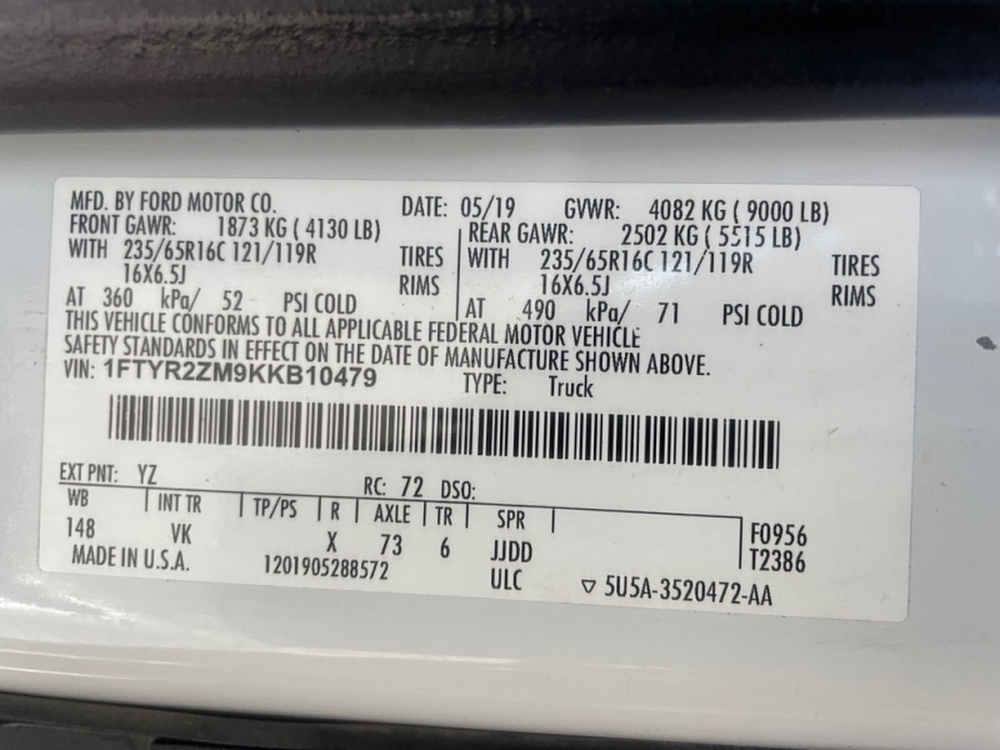 MFD. BY FORD MOTOR CO. DATE: 05/19 GVWR: 4082 KG ( 9000 LB)
FRONT GAWR: 1873 KG ( 4130 LB) REAR GAWR: 2502 KG ( 5515 LB)
WITH 235/65R16C 121/119R TIRES WITH 235/65R16C 121/119R TIRES
16X6.5J RIMS 16X6.5J RIMS
AT 360 kPa/ 52 PSI COLD AT 490 kPa/ 71 PSI COLD
THIS VEHICLE CONFORMS TO ALL APPLICABLE FEDERAL MOTOR VEHICLE
SAFETY STANDARDS IN EFFECT ON THE DATE OF MANUFACTURE SHOWN ABOVE.
VIN: 1FTYR2ZM9KKB10479 TYPE: Truck
EXT PNT: YZ RC: 72 DSO:
WB INT TR TP/PS R AXLE TR SPR F0956
148 VK X 73 6 JJDD T2386
MADE IN U.S.A. 1201905288572 ULC ▽ 5U5A-3520472-AA